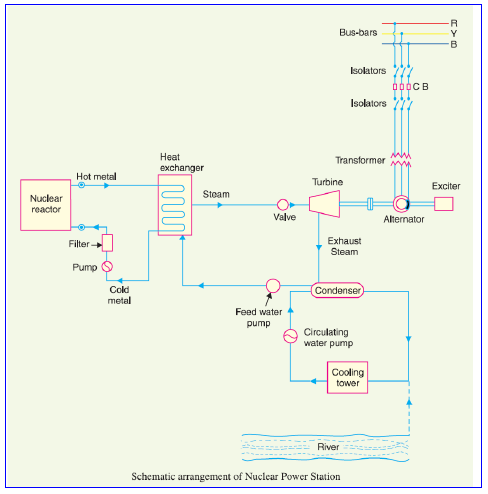 R
Bus-bars
Y
B
Isolators
C B
Isolators
Transformer
Heat
exchanger
Hot metal
Turbine
Exciter
Steam
Nuclear
reactor
Valve
Alternator
Filter
Exhaust
Steam
Pump
Cold
metal
Condenser
Feed water
pump
Circulating
water pump
Cooling
tower
River
Schematic arrangement of Nuclear Power Station